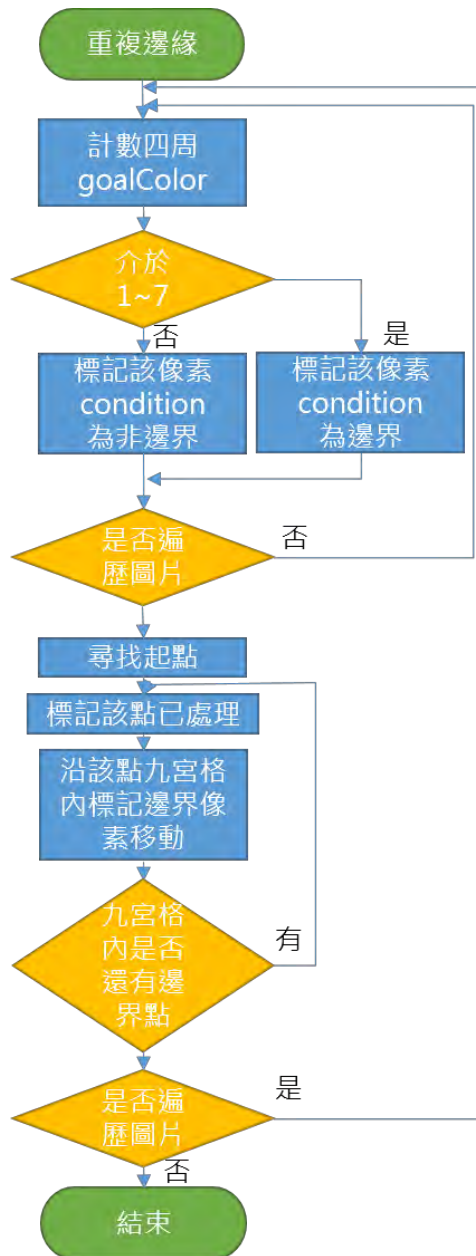 重複邊緣
計數四周
goalColor
介於
1~7
否
是
標記該像素
condition
為非邊界
標記該像素
condition
為邊界
是否遍
歷圖片
否
尋找起點
標記該點已處理
沿該點九宮格
內標記邊界像
素移動
九宮格
內是否
還有邊
界點
有
是否遍
歷圖片
是
否
結束